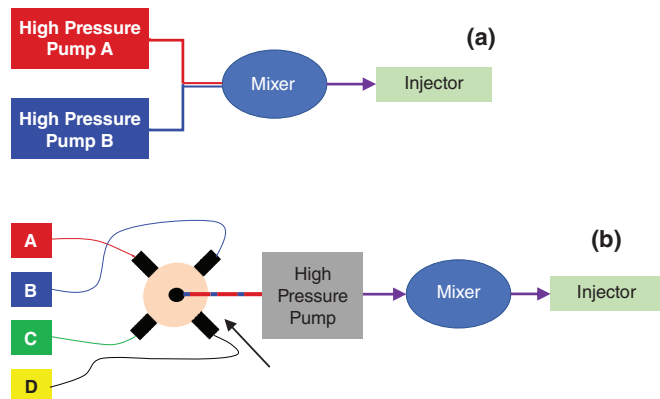 High Pressure
Pump A
(a)
Mixer
Injector
High Pressure
Pump B
A
(b)
B
High
Pressure
Pump
Mixer
Injector
C
D